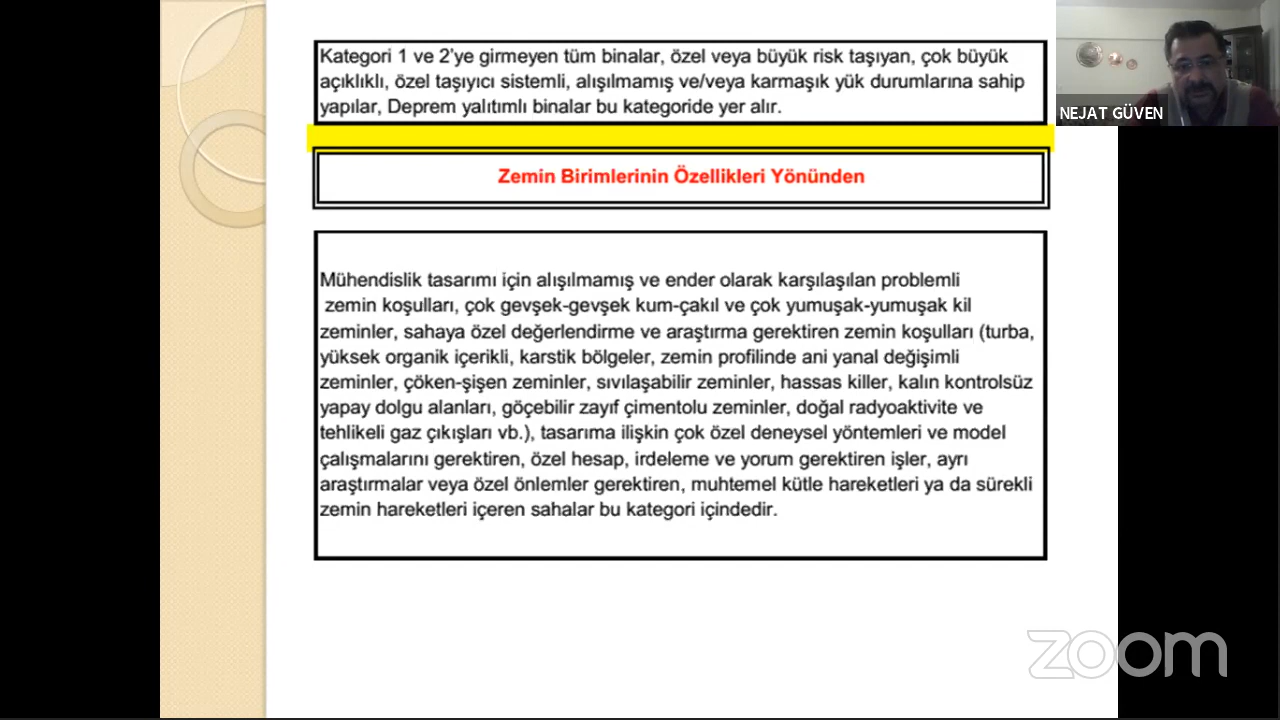 Kategori 1 ve 2'ye girmeyen tüm binalar, özel veya büyük risk taşıyan, çok büyük
açıklıklı, özel taşıyıcı sistemli, alışılmamış ve/veya karmaşık yük durumlarına sahip
yapılar, Deprem yalıtımlı binalar bu kategoride yer alır.
NEJAT GÜVEN
Zemin Birimlerinin Özellikleri Yönünden
Mühendislik tasarımı için alışılmamış ve ender olarak karşılaşılan problemli
zemin koşulları, çok gevşek-gevşek kum-çakıl ve çok yumuşak-yumuşak kil
zeminler, sahaya özel değerlendirme ve araştırma gerektiren zemin koşulları (turba,
yüksek organik içerikli, karstik bölgeler, zemin profilinde ani yanal değişimli
zeminler, çöken-şişen zeminler, sıvılaşabilir zeminler, hassas killer, kalın kontrolsüz
yapay dolgu alanları, göçebilir zayıf çimentolu zeminler, doğal radyoaktivite ve
tehlikeli gaz çıkışları vb.), tasarıma ilişkin çok özel deneysel yöntemleri ve model
çalışmalarını gerektiren, özel hesap, irdeleme ve yorum gerektiren işler, ayrı
araştırmalar veya özel önlemler gerektiren, muhtemel kütle hareketleri ya da sürekli
zemin hareketleri içeren sahalar bu kategori içindedir.
zoom